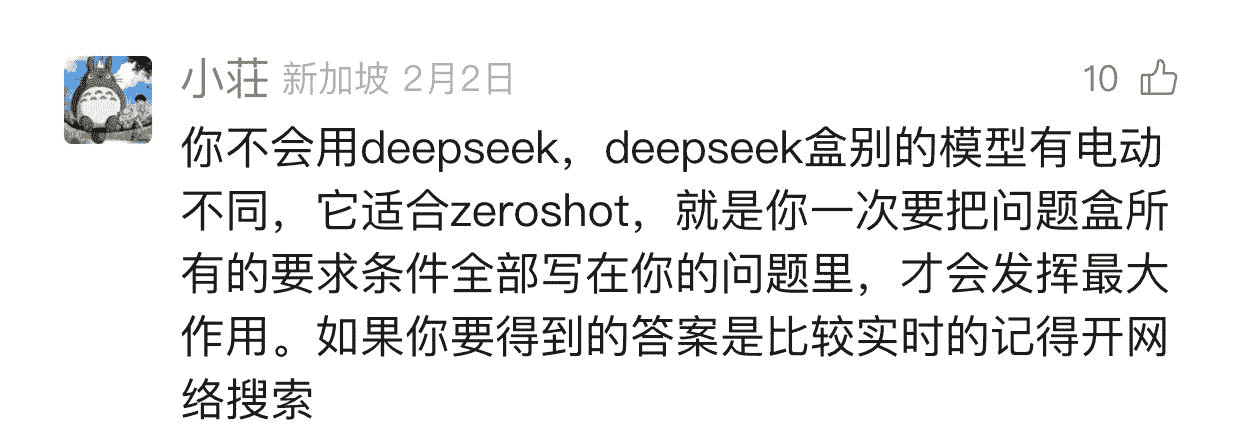 小荘 新加坡 2月2日 10
你不会用deepseek，deepseek盒别的模型有电动
不同，它适合zeroshot，就是你一次要把问题盒所
有的要求条件全部写在你的问题里，才会发挥最大
作用。如果你要得到的答案是比较实时的记得开网
络搜索